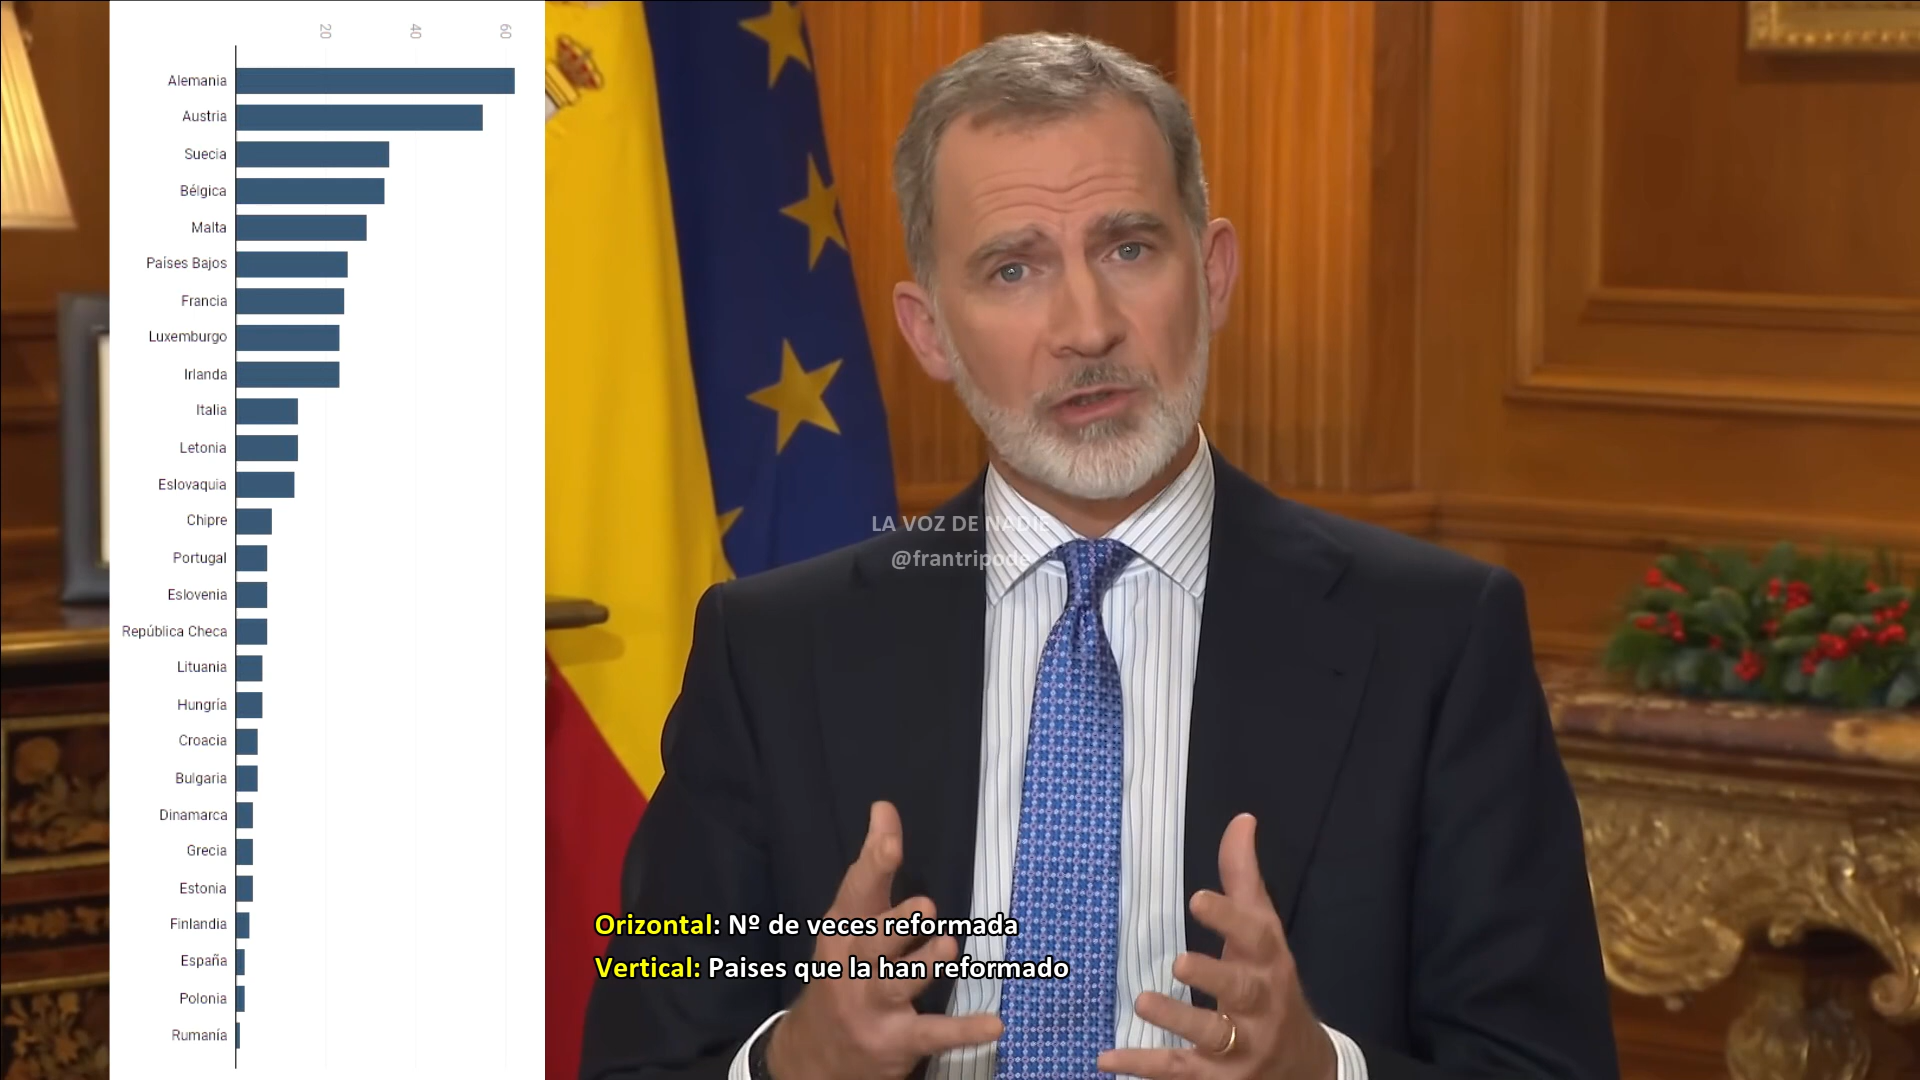 20 40 60
Alemania
Austria
Suecia
Bélgica
Malta
Países Bajos
Francia
Luxemburgo
Irlanda
Italia
Letonia
Eslovaquia
Chipre
Portugal
Eslovenia
República Checa
Lituania
Hungría
Croacia
Bulgaria
Dinamarca
Grecia
Estonia
Finlandia
España
Polonia
Rumanía
LA VOZ DE NADIE
@frantripode
Orizontal: Nº de veces reformada
Vertical: Paises que la han reformado